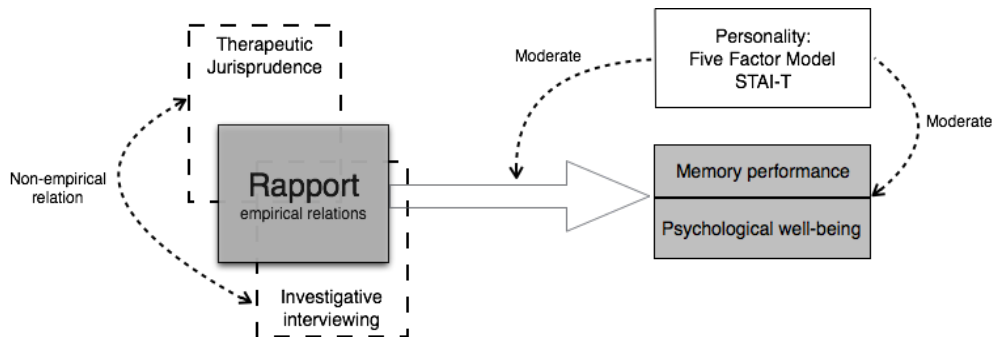 Therapeutic
Jurisprudence
Personality:
Five Factor Model
STAI-T
Moderate
Moderate
Non-empirical
relation
Rapport
empirical relations
Memory performance
Psychological well-being
Investigative
interviewing